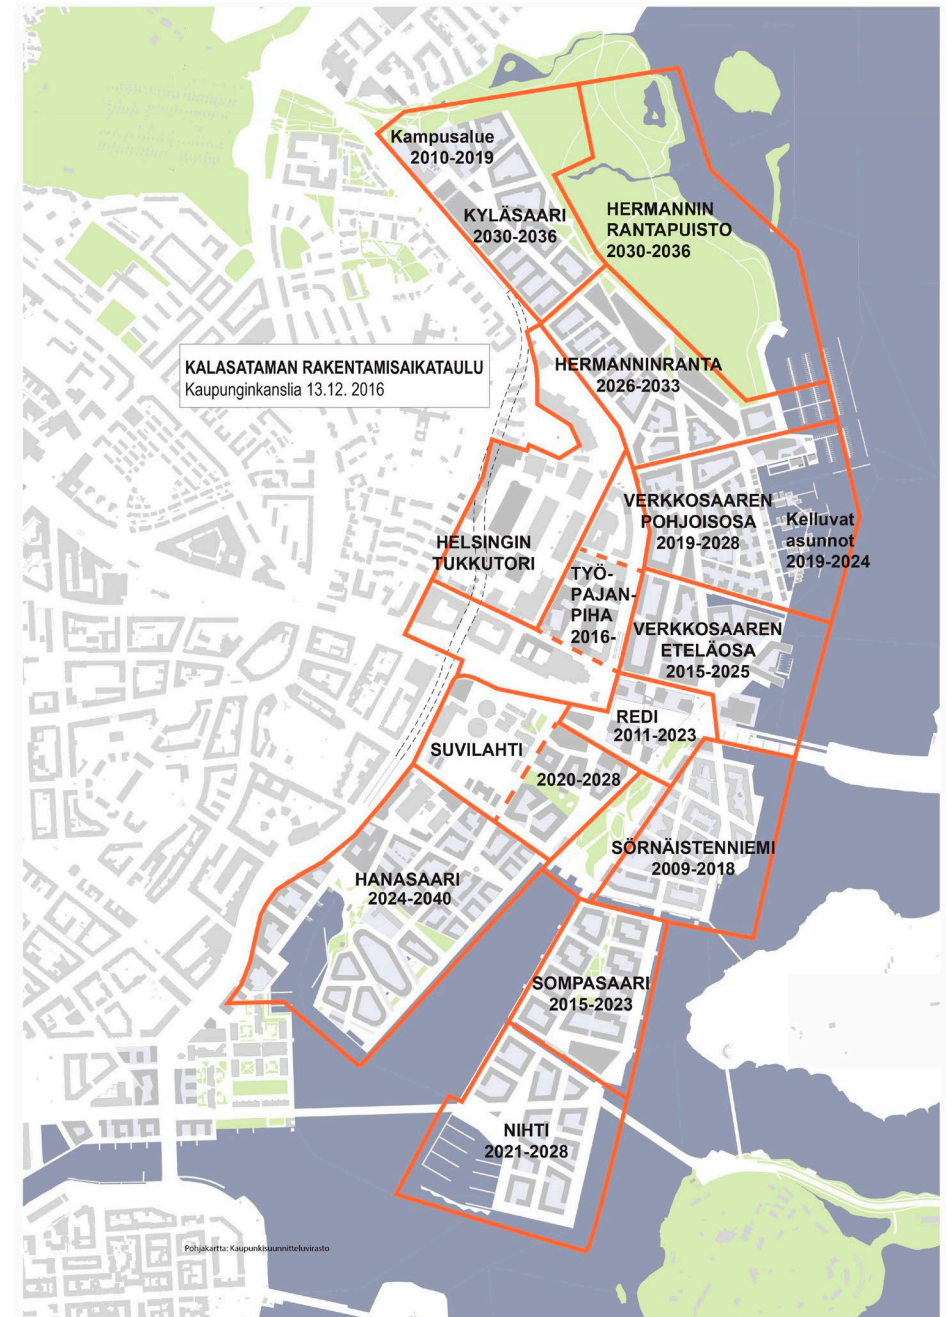 Kampusalue
2010-2019
KYLÄSAARI
2030-2036
HERMANNIN
RANTAPUISTO
2030-2036
KALASATAMAN RAKENTAMISAIKATAULU
Kaupunginkanslia 13.12. 2016
HERMANNINRANTA
2026-2033
VERKKOSAAREN
POHJOISOSA
2019-2028
Kelluvat
asunnot
2019-2024
HELSINGIN
TUKKUTORI
TYÖ-
PAJAN-
PIHA
2016-
VERKKOSAAREN
ETELÄOSA
2015-2025
REDI
2011-2023
SUVILAHTI
2020-2028
SÖRNÄISTENNIEMI
2009-2018
HANASAARI
2024-2040
SOMPASAARI
2015-2023
NIHTI
2021-2028
Pohjakartta: Kaupunkisuunnitteluvirasto